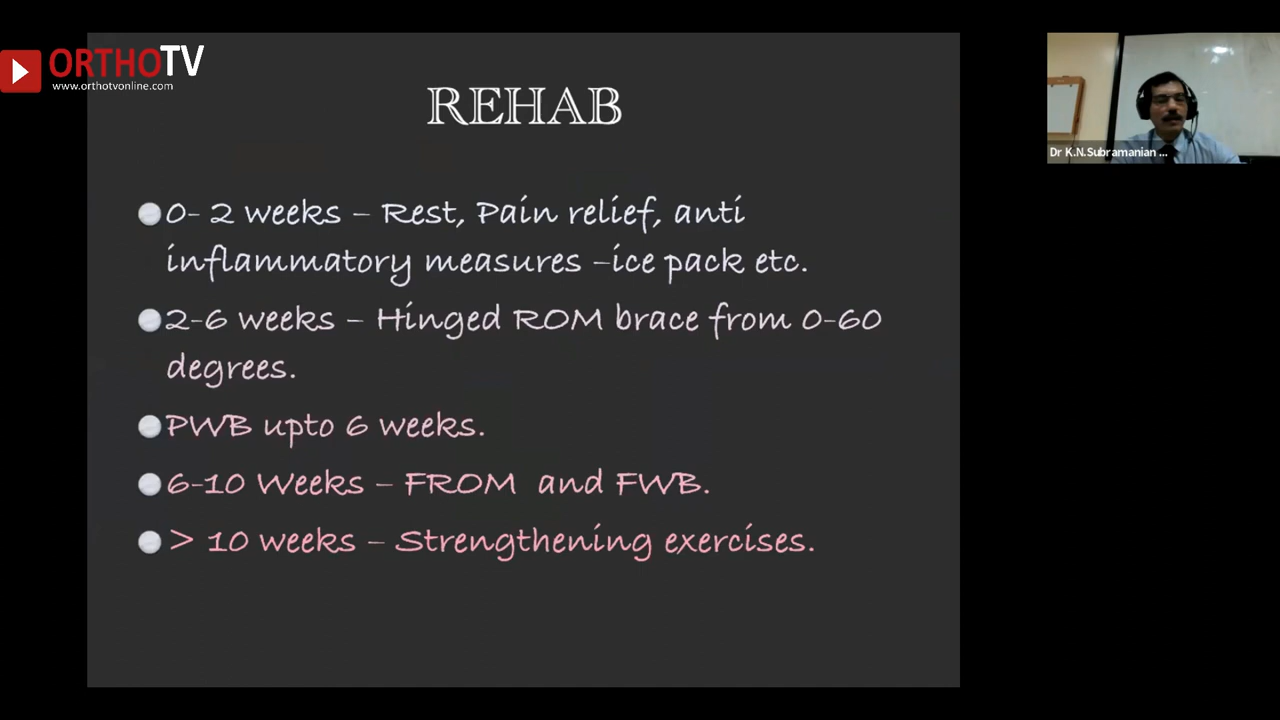 ORTHOTV
www.orthotvonline.com
REHAB
0- 2 weeks – Rest, Pain relief, anti
inflammatory measures –ice pack etc.
2-6 weeks – Hinged ROM brace from 0-60
degrees.
PWB upto 6 weeks.
6-10 Weeks – FROM and FWB.
> 10 weeks – Strengthening exercises.
Dr K.N.Subramanian ...